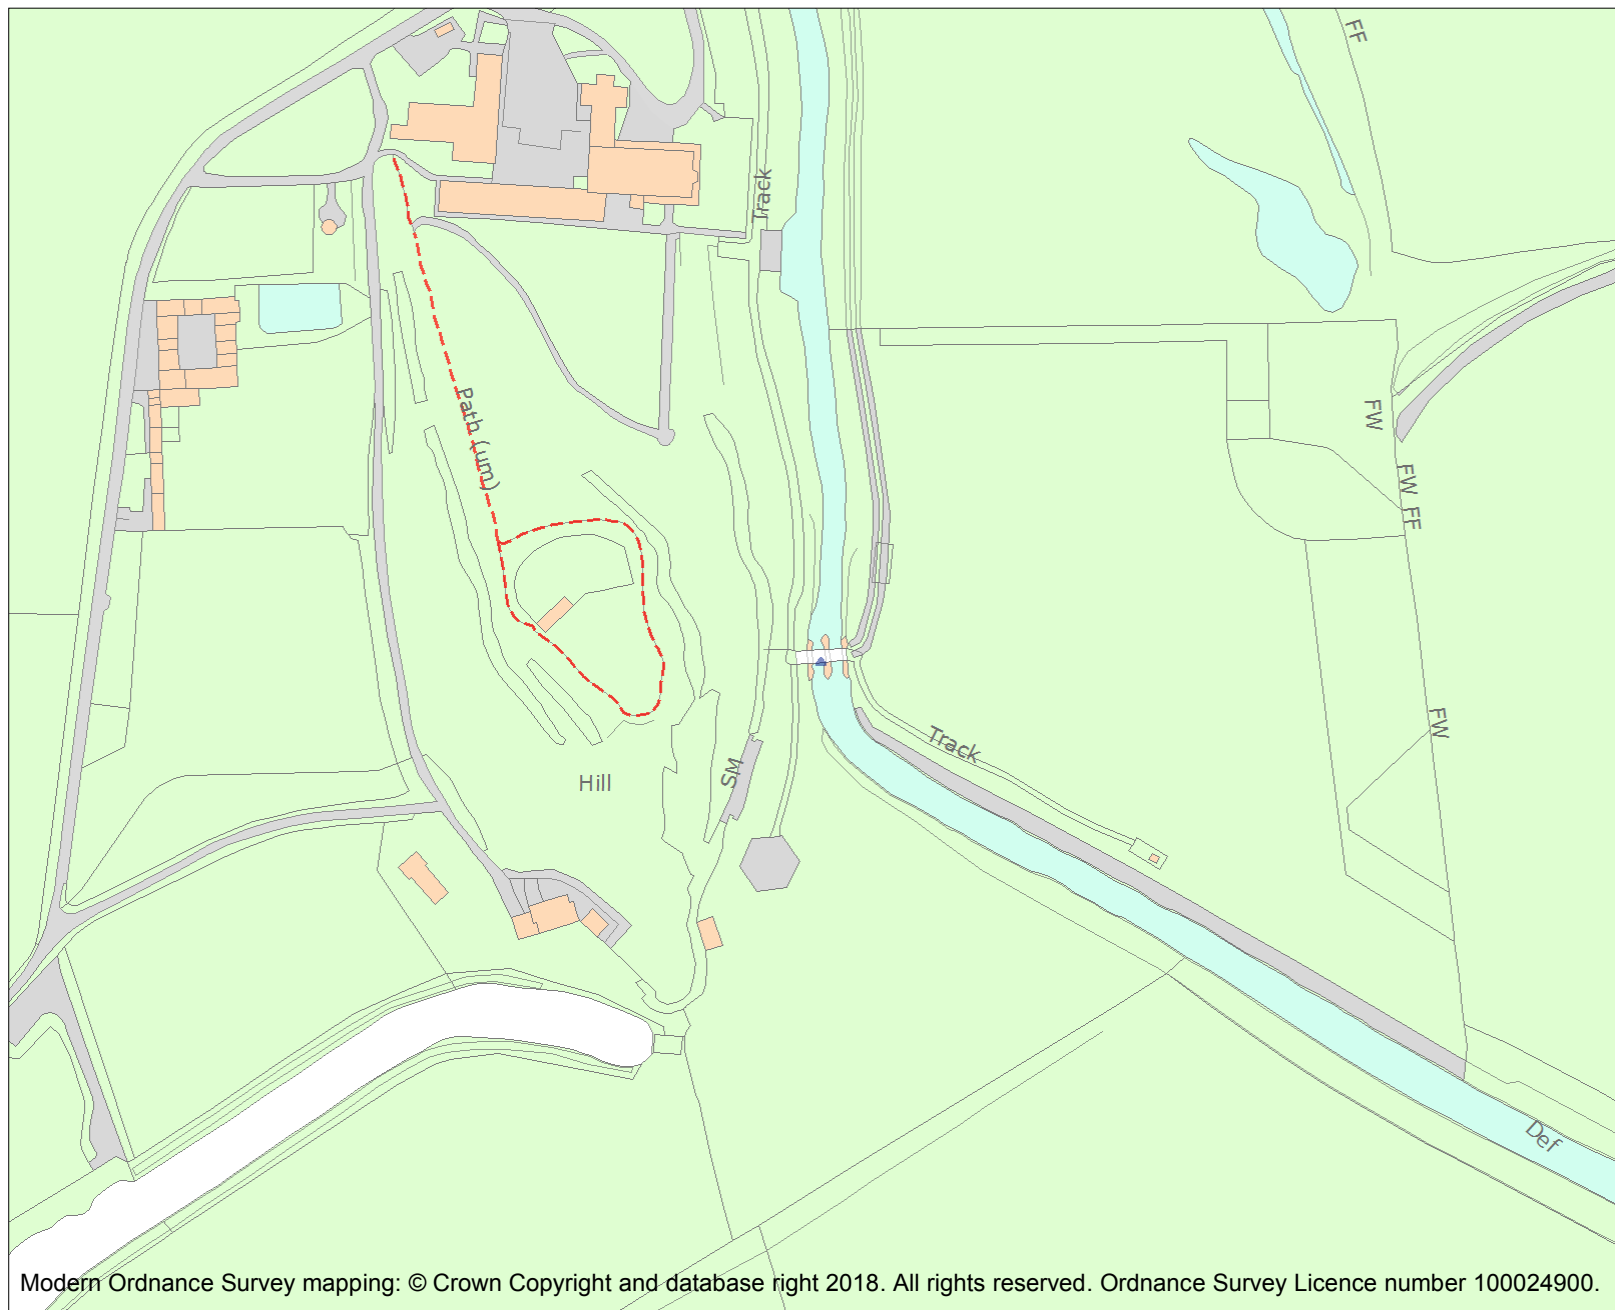 FF
Track
Path (um)
FW
FW FF
FW
Track
SM
Hill
Def
Modern Ordnance Survey mapping: © Crown Copyright and database right 2018. All rights reserved. Ordnance Survey Licence number 100024900.